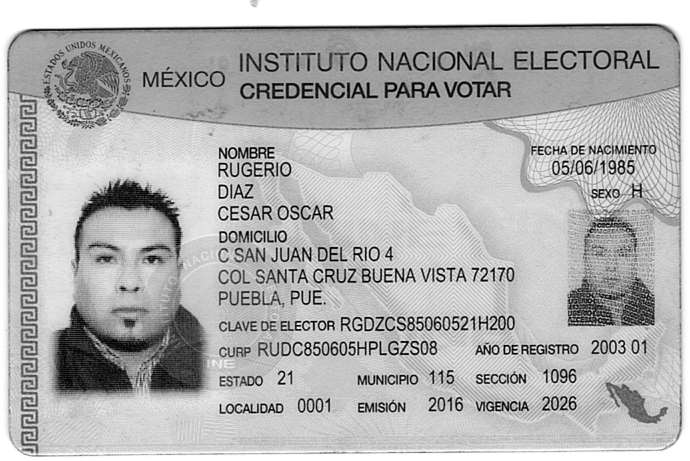 ESTADOS UNIDOS MEXICANOS
MÉXICO INSTITUTO NACIONAL ELECTORAL
CREDENCIAL PARA VOTAR
NOMBRE
RUGERIO
DIAZ
CESAR OSCAR
FECHA DE NACIMIENTO
05/06/1985
SEXO H
DOMICILIO
C SAN JUAN DEL RIO 4
COL SANTA CRUZ BUENA VISTA 72170
PUEBLA, PUE.
CLAVE DE ELECTOR RGDZCS85060521H200
CURP RUDC850605HPLGZS08 AÑO DE REGISTRO 2003 01
ESTADO 21 MUNICIPIO 115 SECCIÓN 1096
LOCALIDAD 0001 EMISIÓN 2016 VIGENCIA 2026
INE